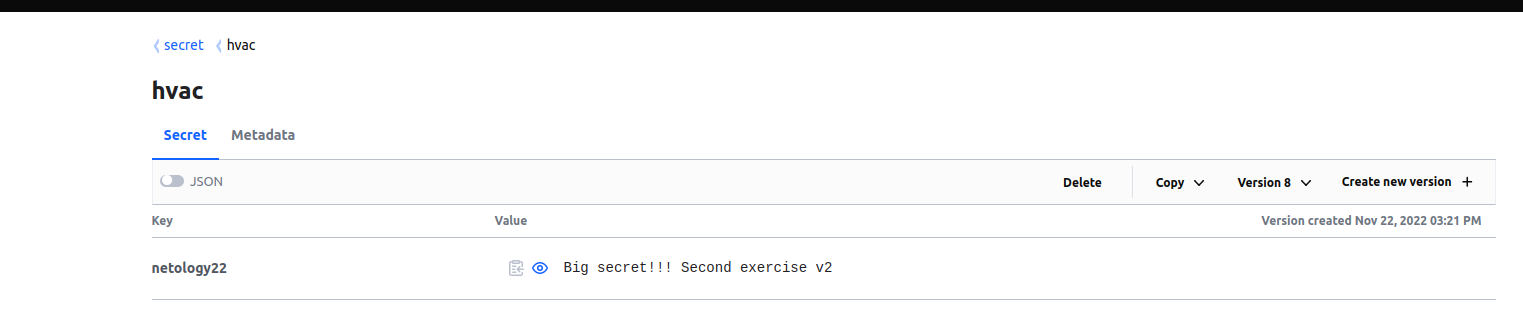 secret hvac
hvac
Secret Metadata
JSON Delete Copy Version 8 Create new version +
Key Value Version created Nov 22, 2022 03:21 PM
netology22 Big secret!!! Second exercise v2